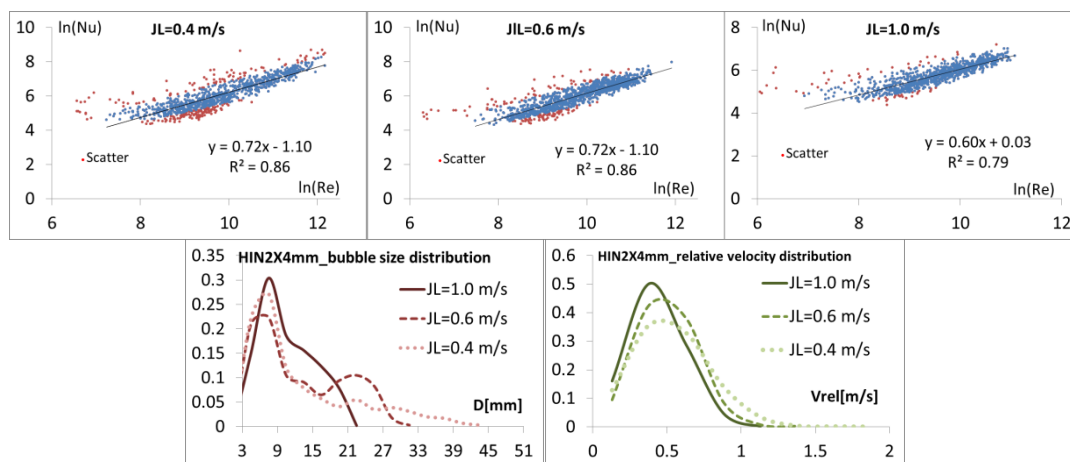 ln(Nu)
JL=0.4 m/s
10
8
6
4
2
0
Scatter
y = 0.72x - 1.10
R² = 0.86
ln(Re)
6 8 10 12
ln(Nu)
JlL=0.6 m/s
10
8
6
4
2
0
Scatter
y = 0.72x - 1.10
R² = 0.86
ln(Re)
6 8 10 12
ln(Nu)
JL=1.0 m/s
8
6
4
2
0
Scatter
y = 0.60x + 0.03
R² = 0.79
ln(Re)
6 8 10 12
HIN2X4mm_bubble size distribution
0.35
0.3
0.25
0.2
0.15
0.1
0.05
0
JL=1.0 m/s
JL=0.6 m/s
JL=0.4 m/s
D[mm]
3 9 15 21 27 33 39 45 51
HIN2X4mm_relative velocity distribution
0.6
0.5
0.4
0.3
0.2
0.1
0
JL=1.0 m/s
JL=0.6 m/s
JL=0.4 m/s
Vrel[m/s]
0 0.5 1 1.5 2